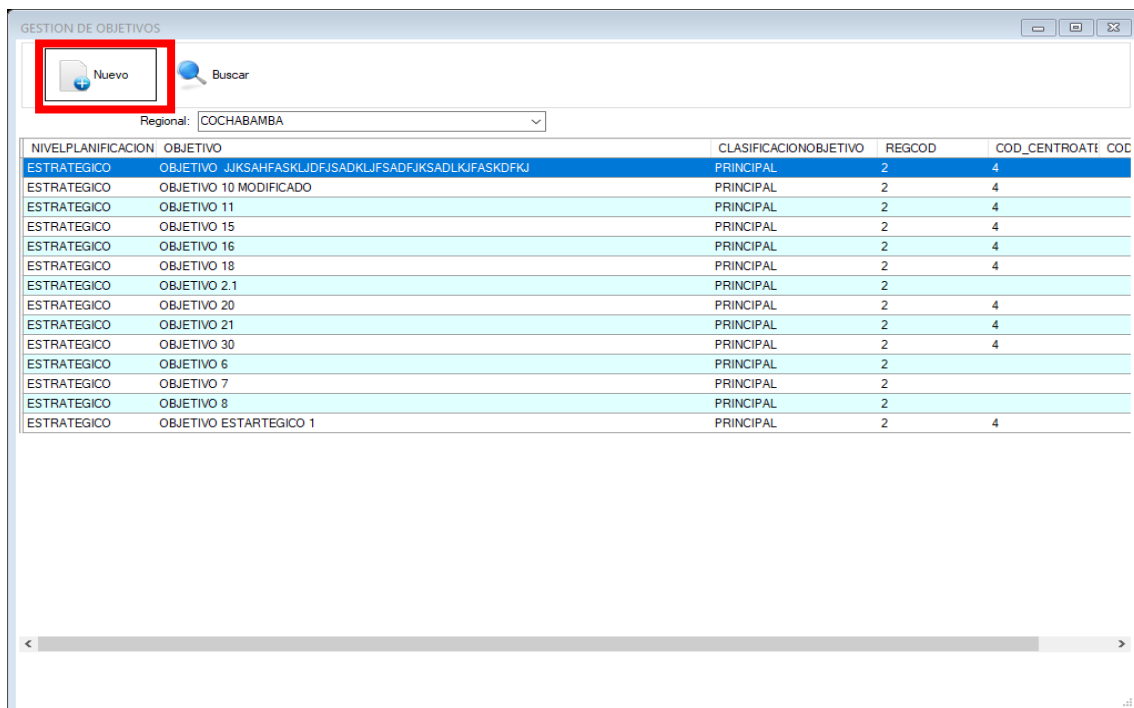 GESTION DE OBJETIVOS
Nuevo Buscar
Regional: COCHABAMBA
NIVELPLANIFICACION OBJETIVO CLASIFICACIONOBJETIVO REGCOD COD_CENTROATE COD
ESTRATEGICO OBJETIVO JJKSAHFASKLJDFJSADKLJFSADFJKSADLKJFASKDFKJ PRINCIPAL 2 4
ESTRATEGICO OBJETIVO 10 MODIFICADO PRINCIPAL 2 4
ESTRATEGICO OBJETIVO 11 PRINCIPAL 2 4
ESTRATEGICO OBJETIVO 15 PRINCIPAL 2 4
ESTRATEGICO OBJETIVO 16 PRINCIPAL 2 4
ESTRATEGICO OBJETIVO 18 PRINCIPAL 2 4
ESTRATEGICO OBJETIVO 2.1 PRINCIPAL 2
ESTRATEGICO OBJETIVO 20 PRINCIPAL 2 4
ESTRATEGICO OBJETIVO 21 PRINCIPAL 2 4
ESTRATEGICO OBJETIVO 30 PRINCIPAL 2 4
ESTRATEGICO OBJETIVO 6 PRINCIPAL 2
ESTRATEGICO OBJETIVO 7 PRINCIPAL 2
ESTRATEGICO OBJETIVO 8 PRINCIPAL 2
ESTRATEGICO OBJETIVO ESTARTEGICO 1 PRINCIPAL 2 4